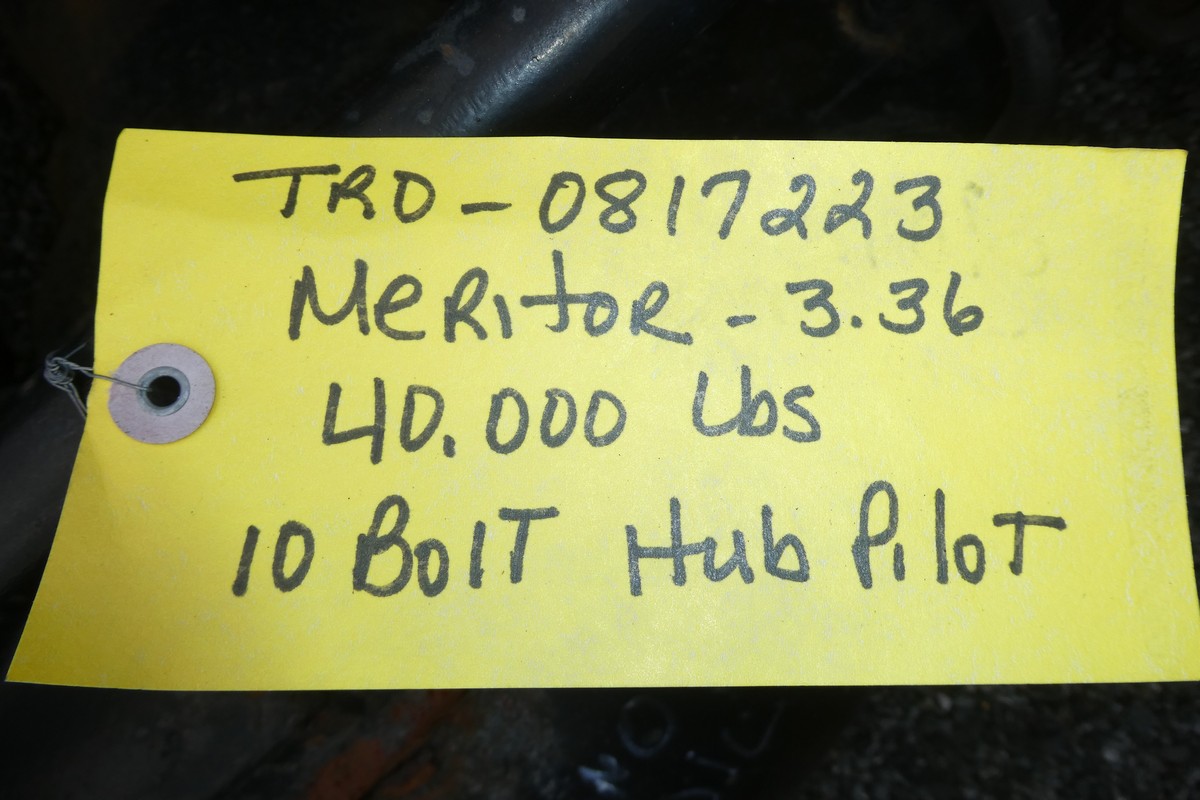 TRD-0817223
MeRitoR - 3.36
40.000 Lbs
10 BolT Hub PiloT